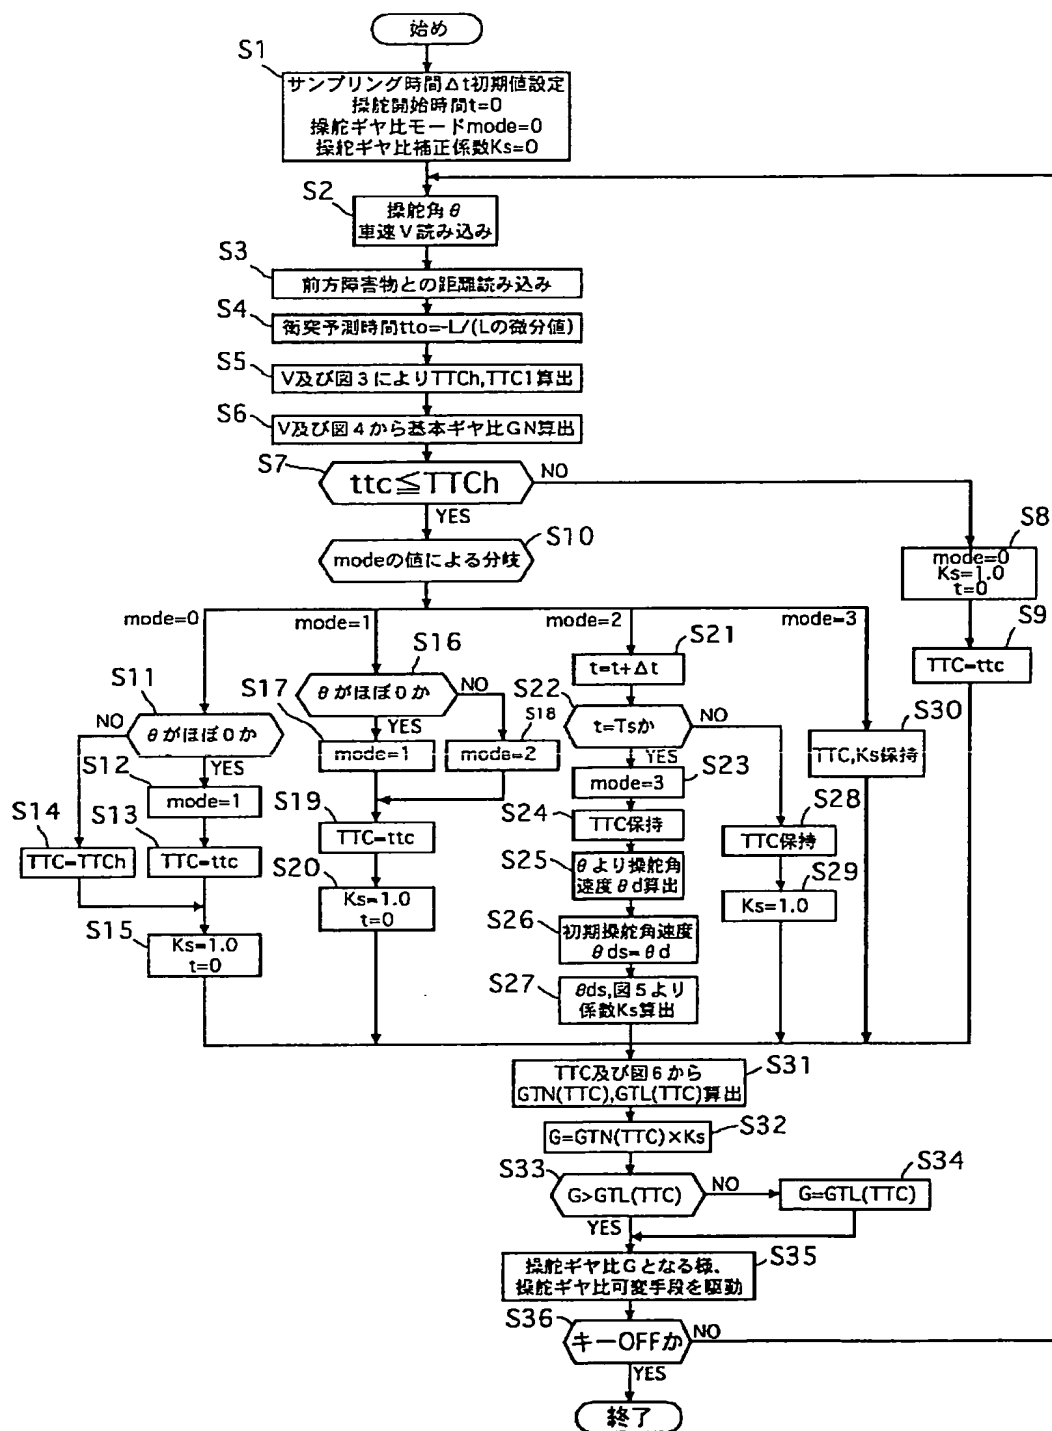 始め
S1
サンプリング時間Δt初期値設定
操舵開始時間t=0
操舵ギヤ比モードmode=0
操舵ギヤ比補正係数Ks=0
S2
操舵角θ
車速V読み込み
S3
前方障害物との距離読み込み
S4
衝突予測時間tto=-L/(Lの微分値)
S5
V及び図3によりTTCh,TTC1算出
S6
V及び図4から基本ギヤ比GN算出
S7
ttc≦TTCh
NO
YES
S8
mode=0
Ks=1.0
t=0
S9
TTC=ttc
S10
modeの値による分岐
mode=0
mode=1
mode=2
mode=3
S11
θがほぼ0か
NO
YES
S12
mode=1
S13
TTC=ttc
S14
TTC=TTCh
S15
Ks=1.0
t=0
S16
θがほぼ0か
NO
YES
S17
mode=1
S18
mode=2
S19
TTC=ttc
S20
Ks=1.0
t=0
S21
t=t+Δt
S22
t=Tsか
NO
YES
S23
mode=3
S24
TTC保持
S25
θより操舵角
速度θd算出
S26
初期操舵角速度
θds=θd
S27
θds,図5より
係数Ks算出
S28
TTC保持
S29
Ks=1.0
S30
TTC,Ks保持
S31
TTC及び図6から
GTN(TTC),GTL(TTC)算出
S32
G=GTN(TTC)×Ks
S33
G>GTL(TTC)
NO
YES
S34
G=GTL(TTC)
S35
操舵ギヤ比Gとなる様、
操舵ギヤ比可変手段を駆動
S36
キーOFFか
NO
YES
終了